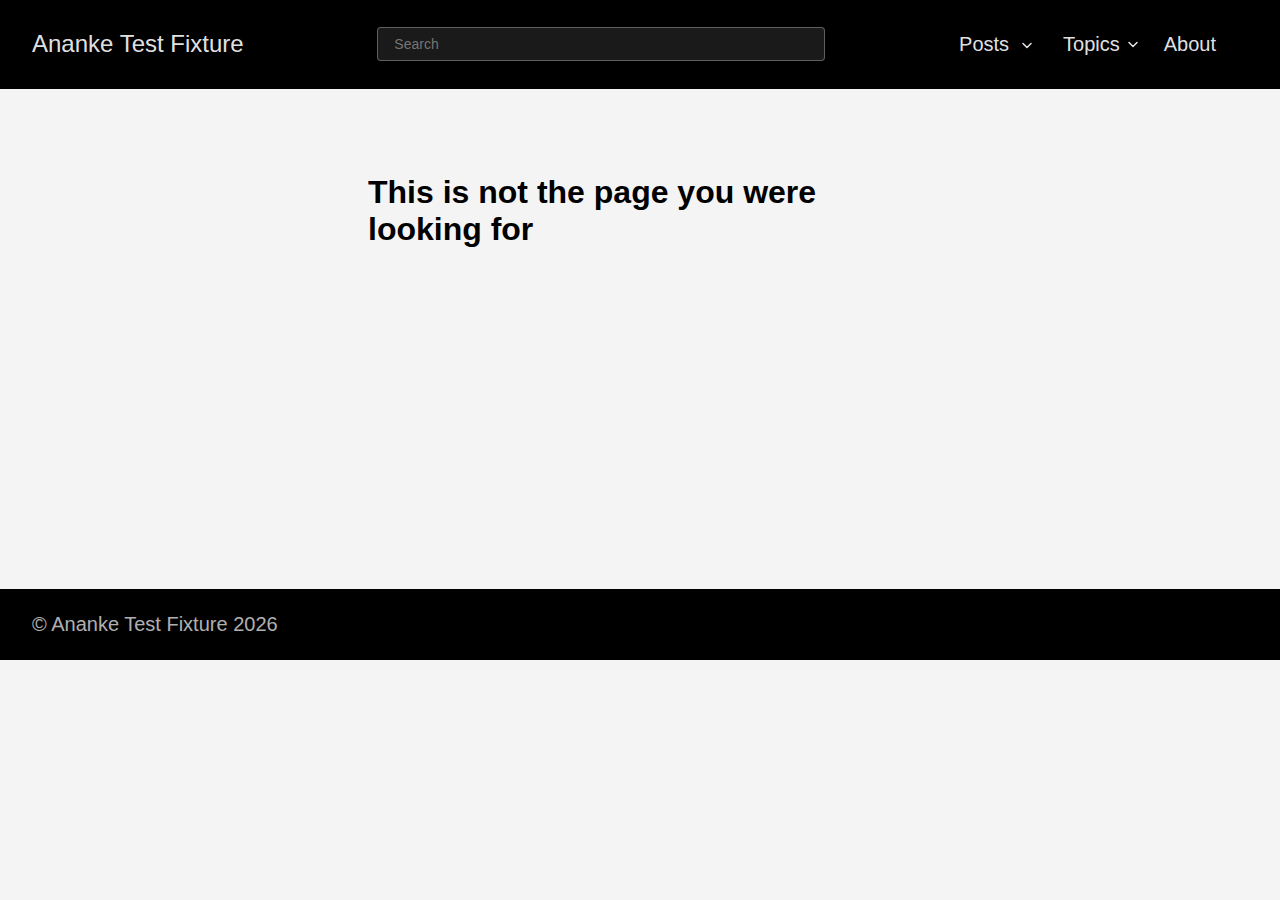 Ananke Test Fixture
Search
Posts
Topics
About
This is not the page you were
looking for
© Ananke Test Fixture 2026